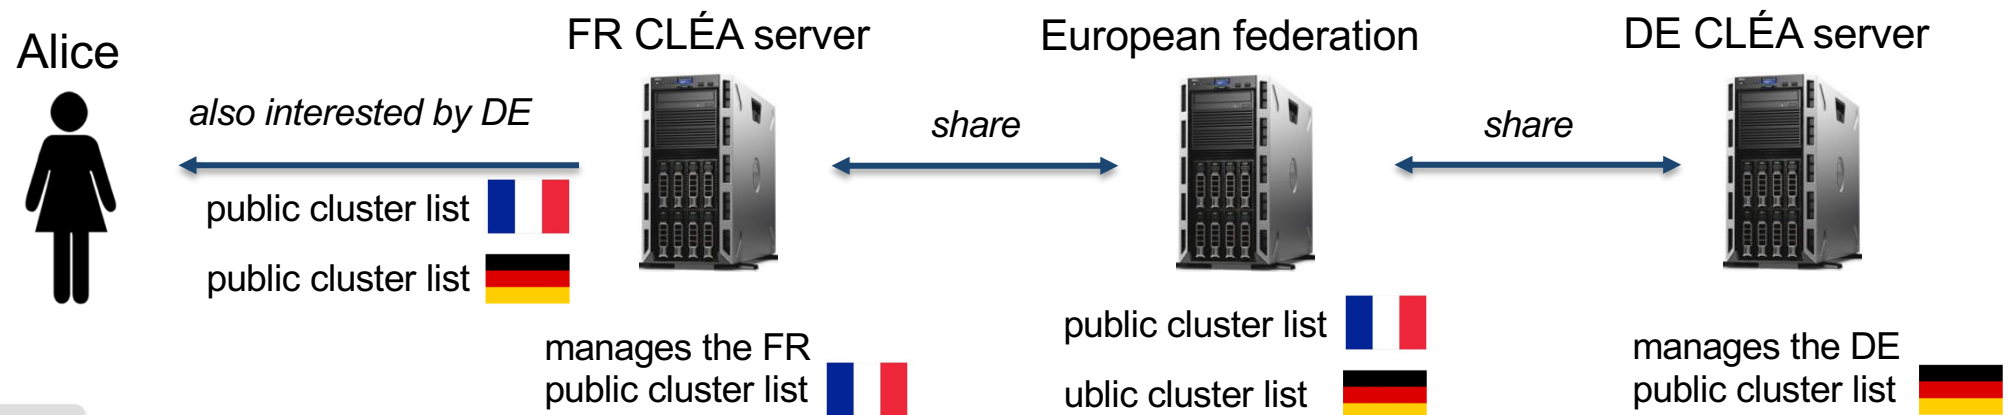 Alice
FR CLÉA server
European federation
DE CLÉA server
also interested by DE
share
share
public cluster list
public cluster list
manages the FR
public cluster list
public cluster list
ublic cluster list
manages the DE
public cluster list